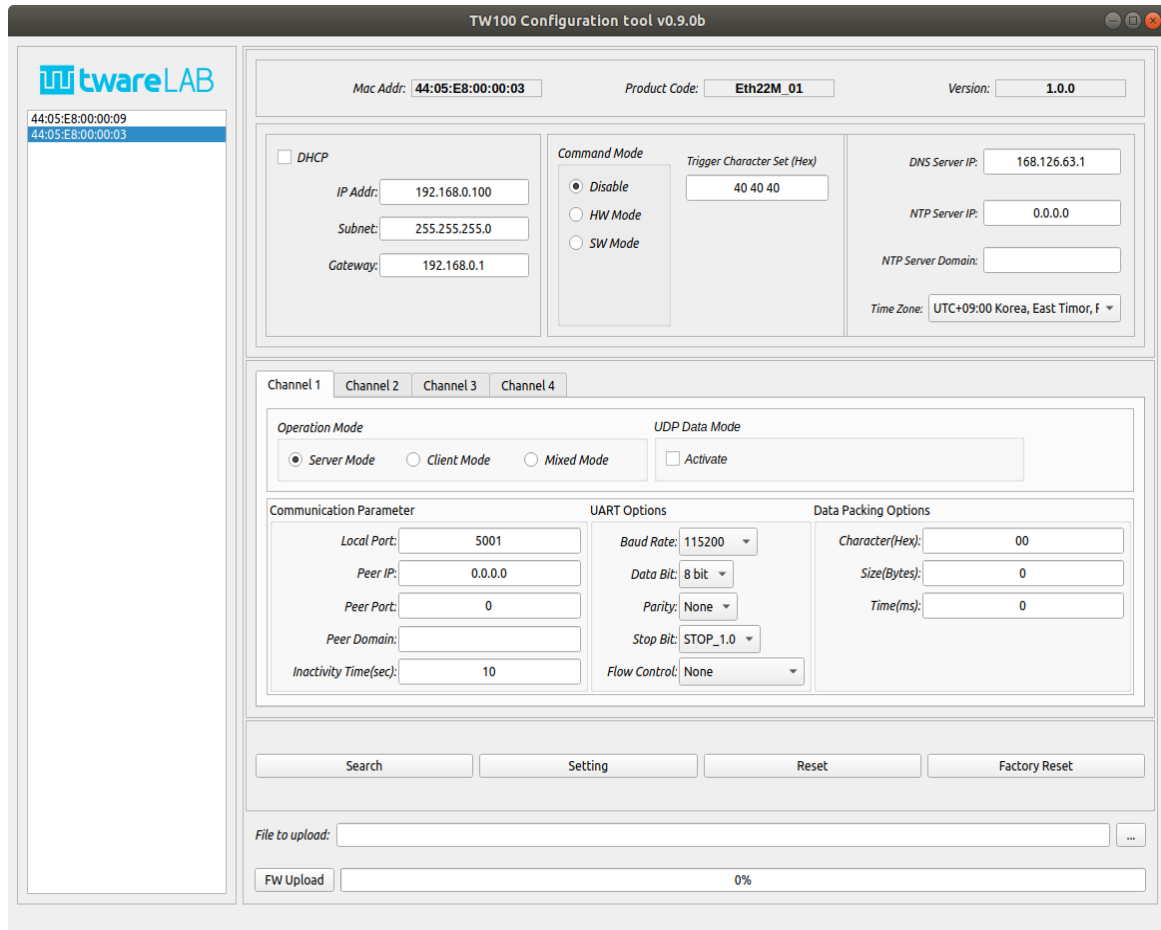 TW100 Configuration tool v0.9.0b
twareLAB
44:05:E8:00:00:09
44:05:E8:00:00:03
Mac Addr: 44:05:E8:00:00:03 Product Code: Eth22M_01 Version: 1.0.0
DHCP
IP Addr: 192.168.0.100
Subnet: 255.255.255.0
Gateway: 192.168.0.1
Command Mode
Disable
HW Mode
SW Mode
Trigger Character Set (Hex)
40 40 40
DNS Server IP: 168.126.63.1
NTP Server IP: 0.0.0.0
NTP Server Domain:
Time Zone: UTC+09:00 Korea, East Timor, F
Channel 1 Channel 2 Channel 3 Channel 4
Operation Mode
Server Mode Client Mode Mixed Mode
UDP Data Mode
Activate
Communication Parameter
Local Port: 5001
Peer IP: 0.0.0.0
Peer Port: 0
Peer Domain:
Inactivity Time(sec): 10
UART Options
Baud Rate: 115200
Data Bit: 8 bit
Parity: None
Stop Bit: STOP_1.0
Flow Control: None
Data Packing Options
Character(Hex): 00
Size(Bytes): 0
Time(ms): 0
Search Setting Reset Factory Reset
File to upload: ...
FW Upload 0%